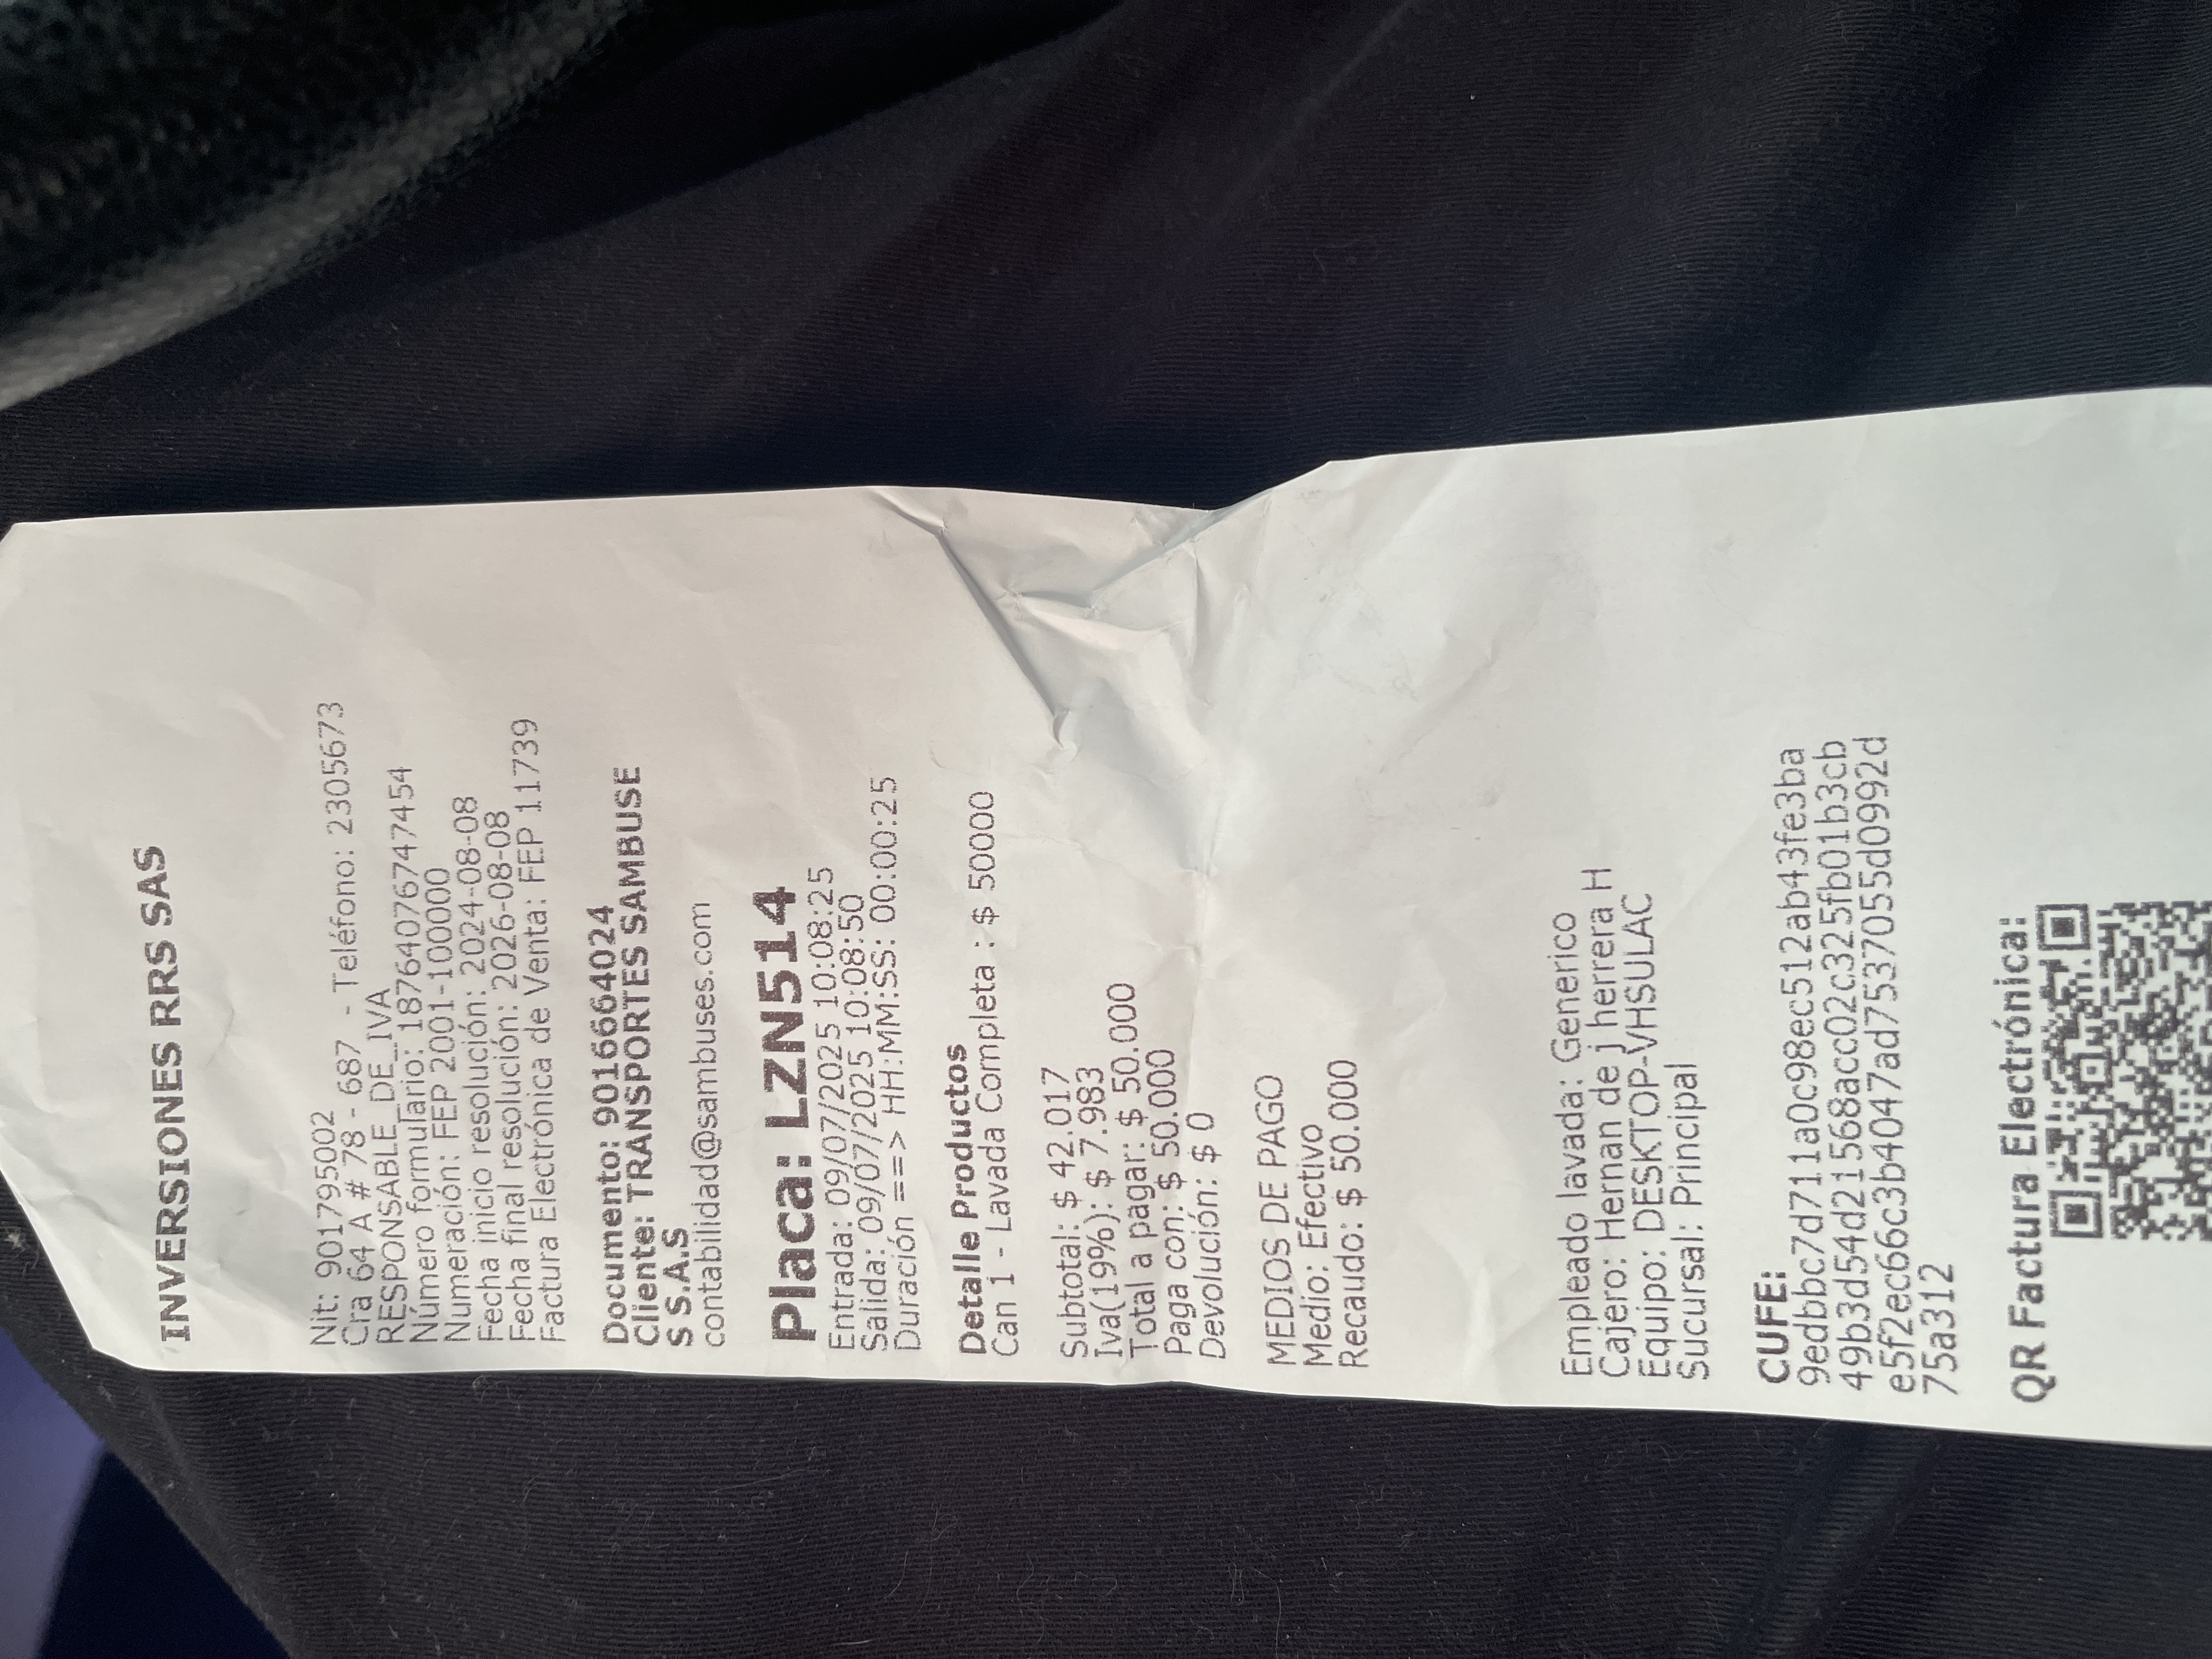 INVERSIONES RRS SAS
Nit: 901795002
Cra 64 A # 78 - 687 - Teléfono: 2305673
RESPONSABLE_DE_IVA
Número formulario: 18764076747454
Numeración: FEP 2001-100000
Fecha inicio resolución: 2024-08-08
Fecha final resolución: 2026-08-08
Factura Electrónica de Venta: FEP 11739
Documento: 9016664024
Cliente: TRANSPORTES SAMBUSE
S S.A.S
contabilidad@sambuses.com
Placa: LZN514
Entrada: 09/07/2025 10:08:25
Salida: 09/07/2025 10:08:50
Duración ==> HH:MM:SS: 00:00:25
Detalle Productos
Can 1 - Lavada Completa : $ 50000
Subtotal: $ 42.017
Iva(19%): $ 7.983
Total a pagar: $ 50.000
Paga con: $ 50.000
Devolución: $ 0
MEDIOS DE PAGO
Medio: Efectivo
Recaudo: $ 50.000
Empleado lavada: Generico
Cajero: Hernan de j herrera H
Equipo: DESKTOP-VHSULAC
Sucursal: Principal
CUFE:
9edbbc7d711a0c98ec512ab43fe3ba
49b3d54d21568acc02c325fb01b3cb
e5f2ec66c3b4047ad7537055d0992d
75a312
QR Factura Electrónica: